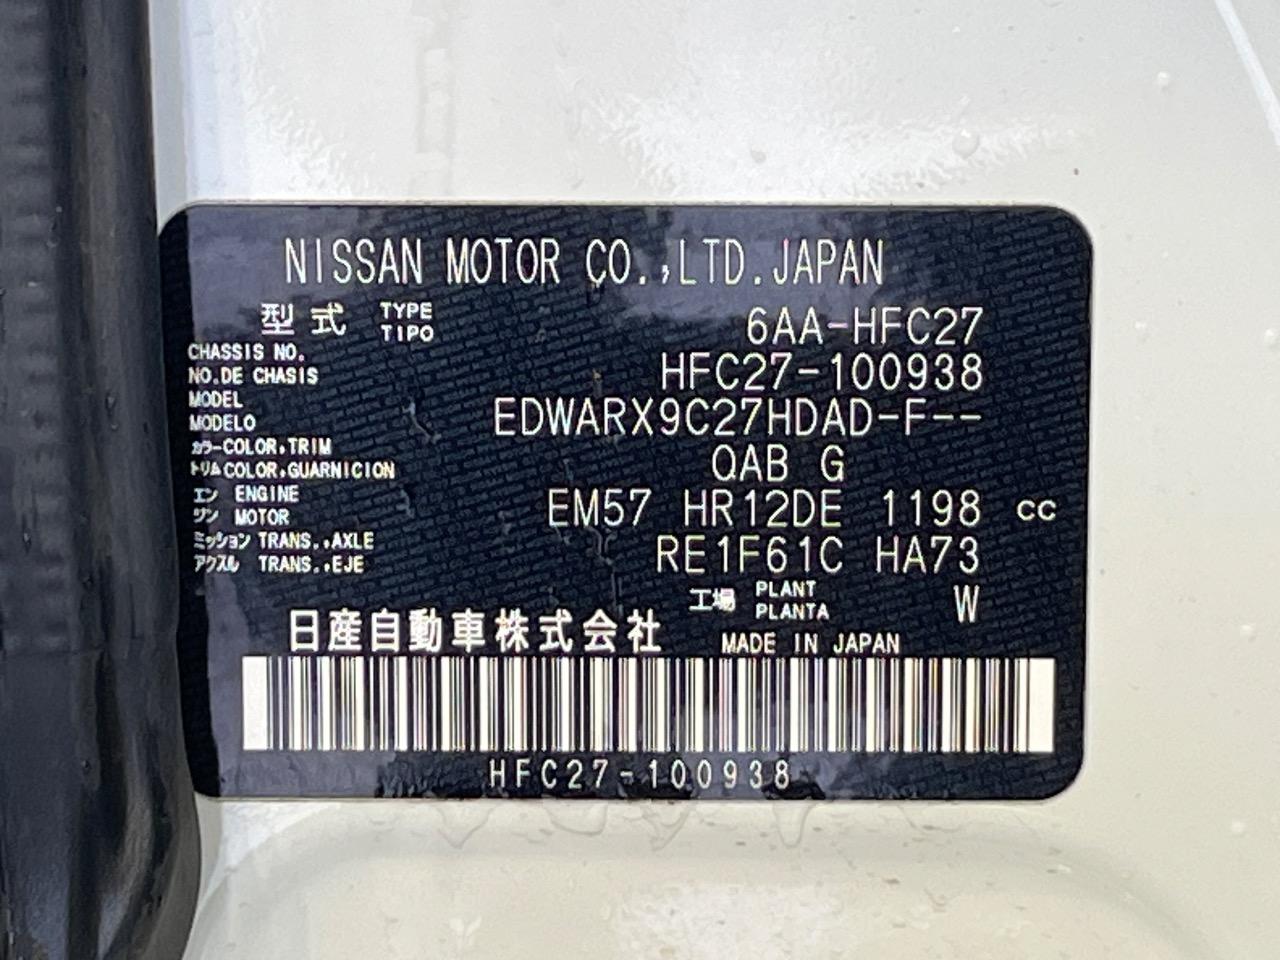 NISSAN MOTOR CO.,LTD.JAPAN
型式 TYPE TIPO 6AA-HFC27
CHASSIS NO. NO.DE CHASIS HFC27-100938
MODEL MODELO EDWARX9C27HDAD-F--
カラー COLOR,TRIM
トリム COLOR,GUARNICION QAB G
エン ENGINE
ジン MOTOR EM57 HR12DE 1198 cc
ミッション TRANS.,AXLE
アクスル TRANS.,EJE RE1F61C HA73
工場 PLANT PLANTA W
日産自動車株式会社 MADE IN JAPAN
HFC27-100938